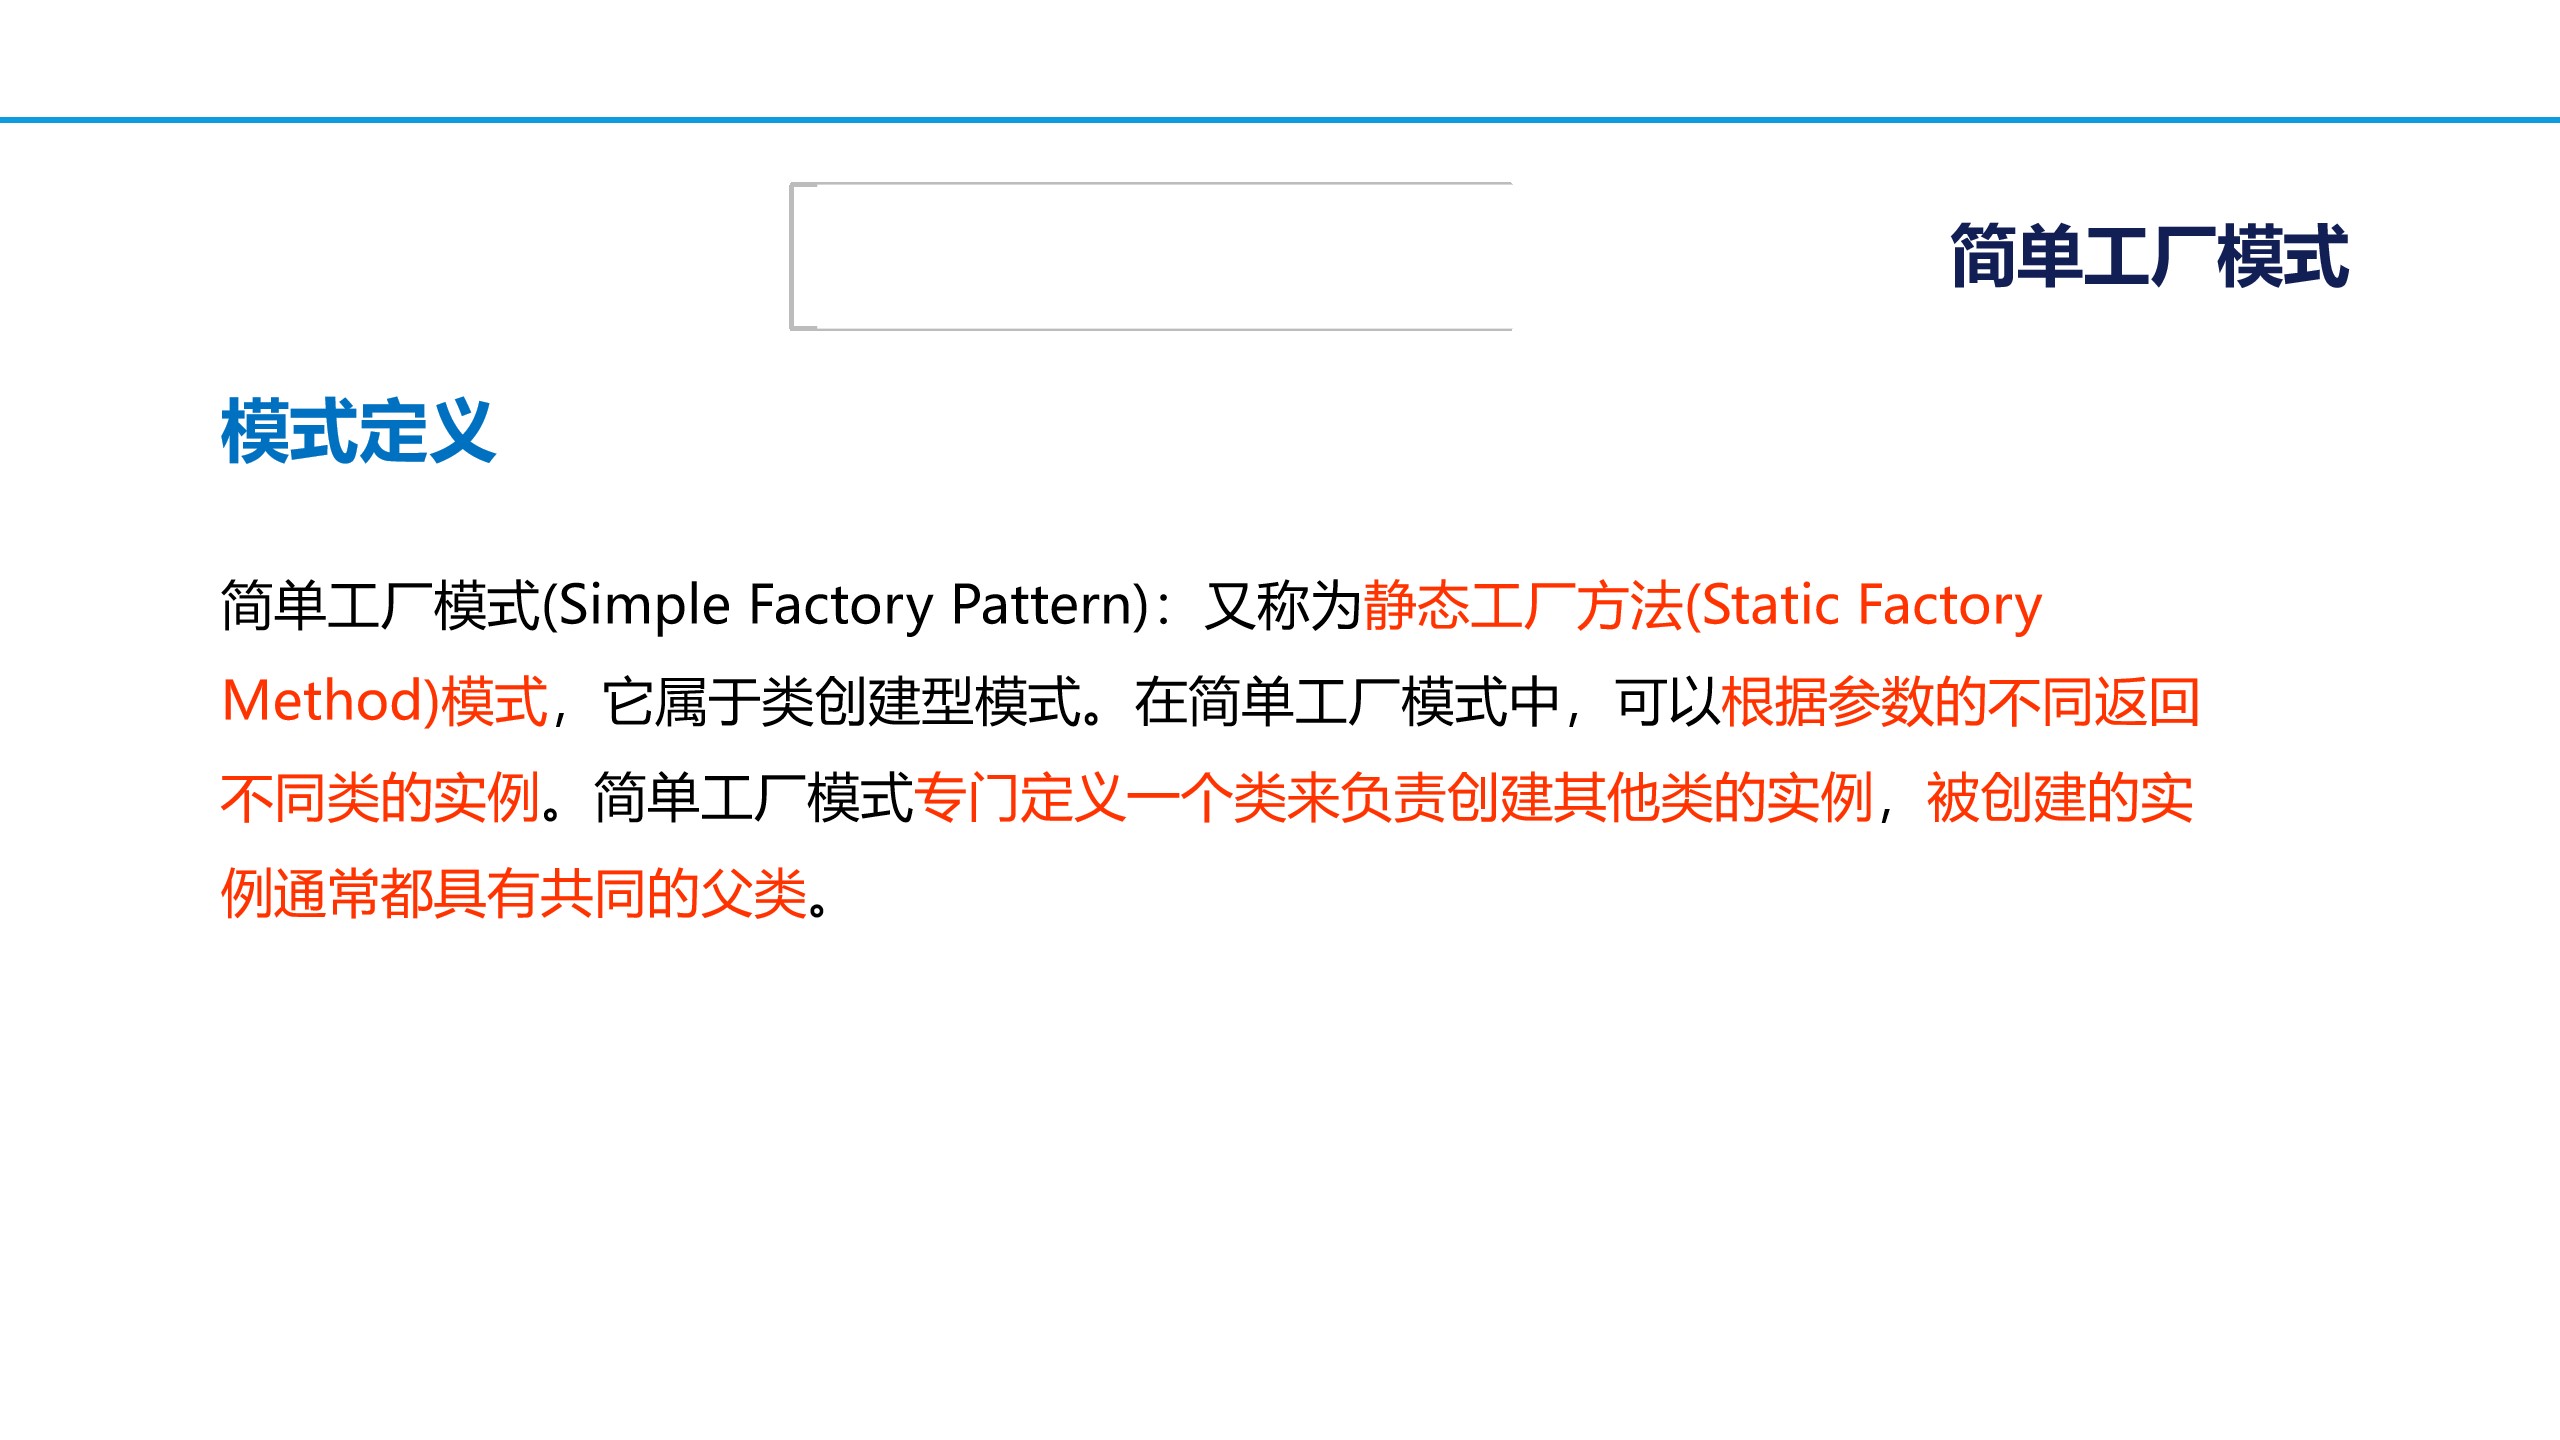 简单工厂模式
模式定义
简单工厂模式(Simple Factory Pattern)：又称为静态工厂方法(Static Factory
Method)模式，它属于类创建型模式。在简单工厂模式中，可以根据参数的不同返回
不同类的实例。简单工厂模式专门定义一个类来负责创建其他类的实例，被创建的实
例通常都具有共同的父类。